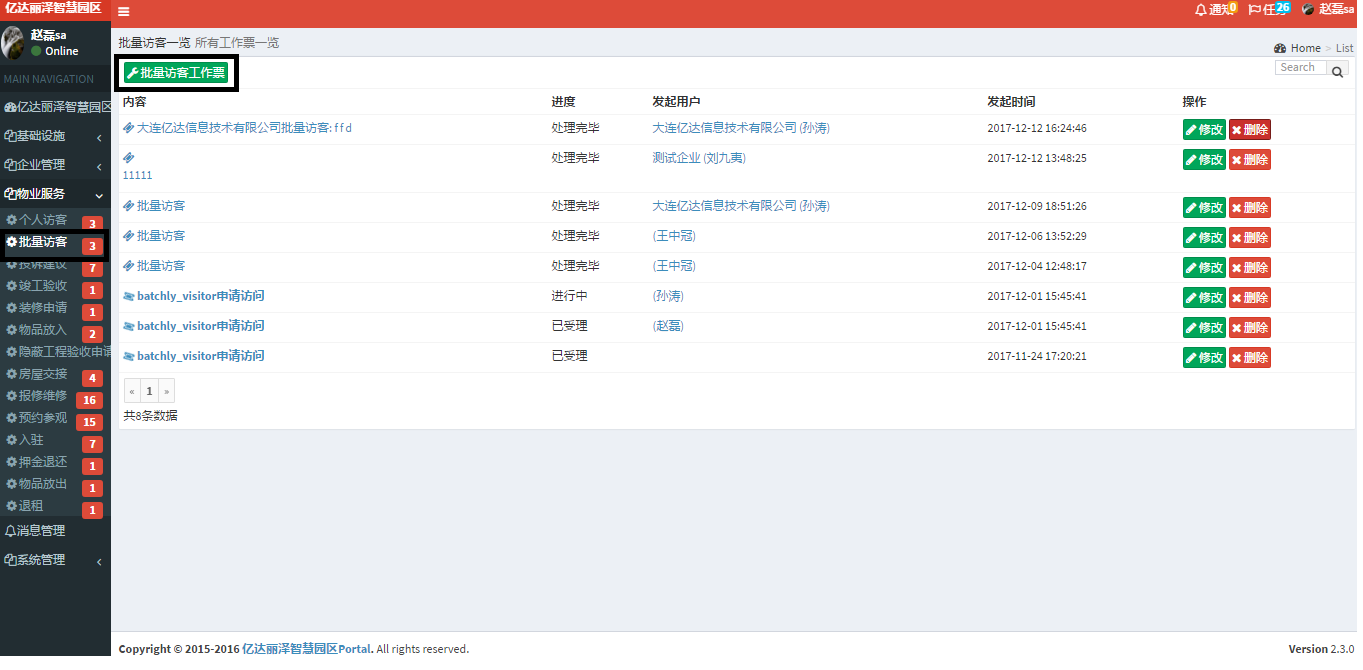 亿达丽泽智慧园区
通知 0 任务 26 赵磊sa
赵磊sa
Online
MAIN NAVIGATION
亿达丽泽智慧园区
基础设施
企业管理
物业服务
个人访客 3
批量访客 3
投诉建议 7
竣工验收 1
装修申请 1
物品放入 2
隐蔽工程验收申请
房屋交接 4
报修维修 16
预约参观 15
入驻 7
押金退还 1
物品放出 1
退租 1
消息管理
系统管理
批量访客一览 所有工作票一览
Home > List
批量访客工作票
Search
内容 进度 发起用户 发起时间 操作
大连亿达信息技术有限公司批量访客: f f d 处理完毕 大连亿达信息技术有限公司 (孙涛) 2017-12-12 16:24:46 修改 删除
处理完毕 测试企业 (刘九夷) 2017-12-12 13:48:25 修改 删除
11111
批量访客 处理完毕 大连亿达信息技术有限公司 (孙涛) 2017-12-09 18:51:26 修改 删除
批量访客 处理完毕 (王中冠) 2017-12-06 13:52:29 修改 删除
批量访客 处理完毕 (王中冠) 2017-12-04 12:48:17 修改 删除
batchly_visitor申请访问 进行中 (孙涛) 2017-12-01 15:45:41 修改 删除
batchly_visitor申请访问 已受理 (赵磊) 2017-12-01 15:45:41 修改 删除
batchly_visitor申请访问 已受理 2017-11-24 17:20:21 修改 删除
« 1 »
共8条数据
Copyright © 2015-2016 亿达丽泽智慧园区Portal. All rights reserved.
Version 2.3.0